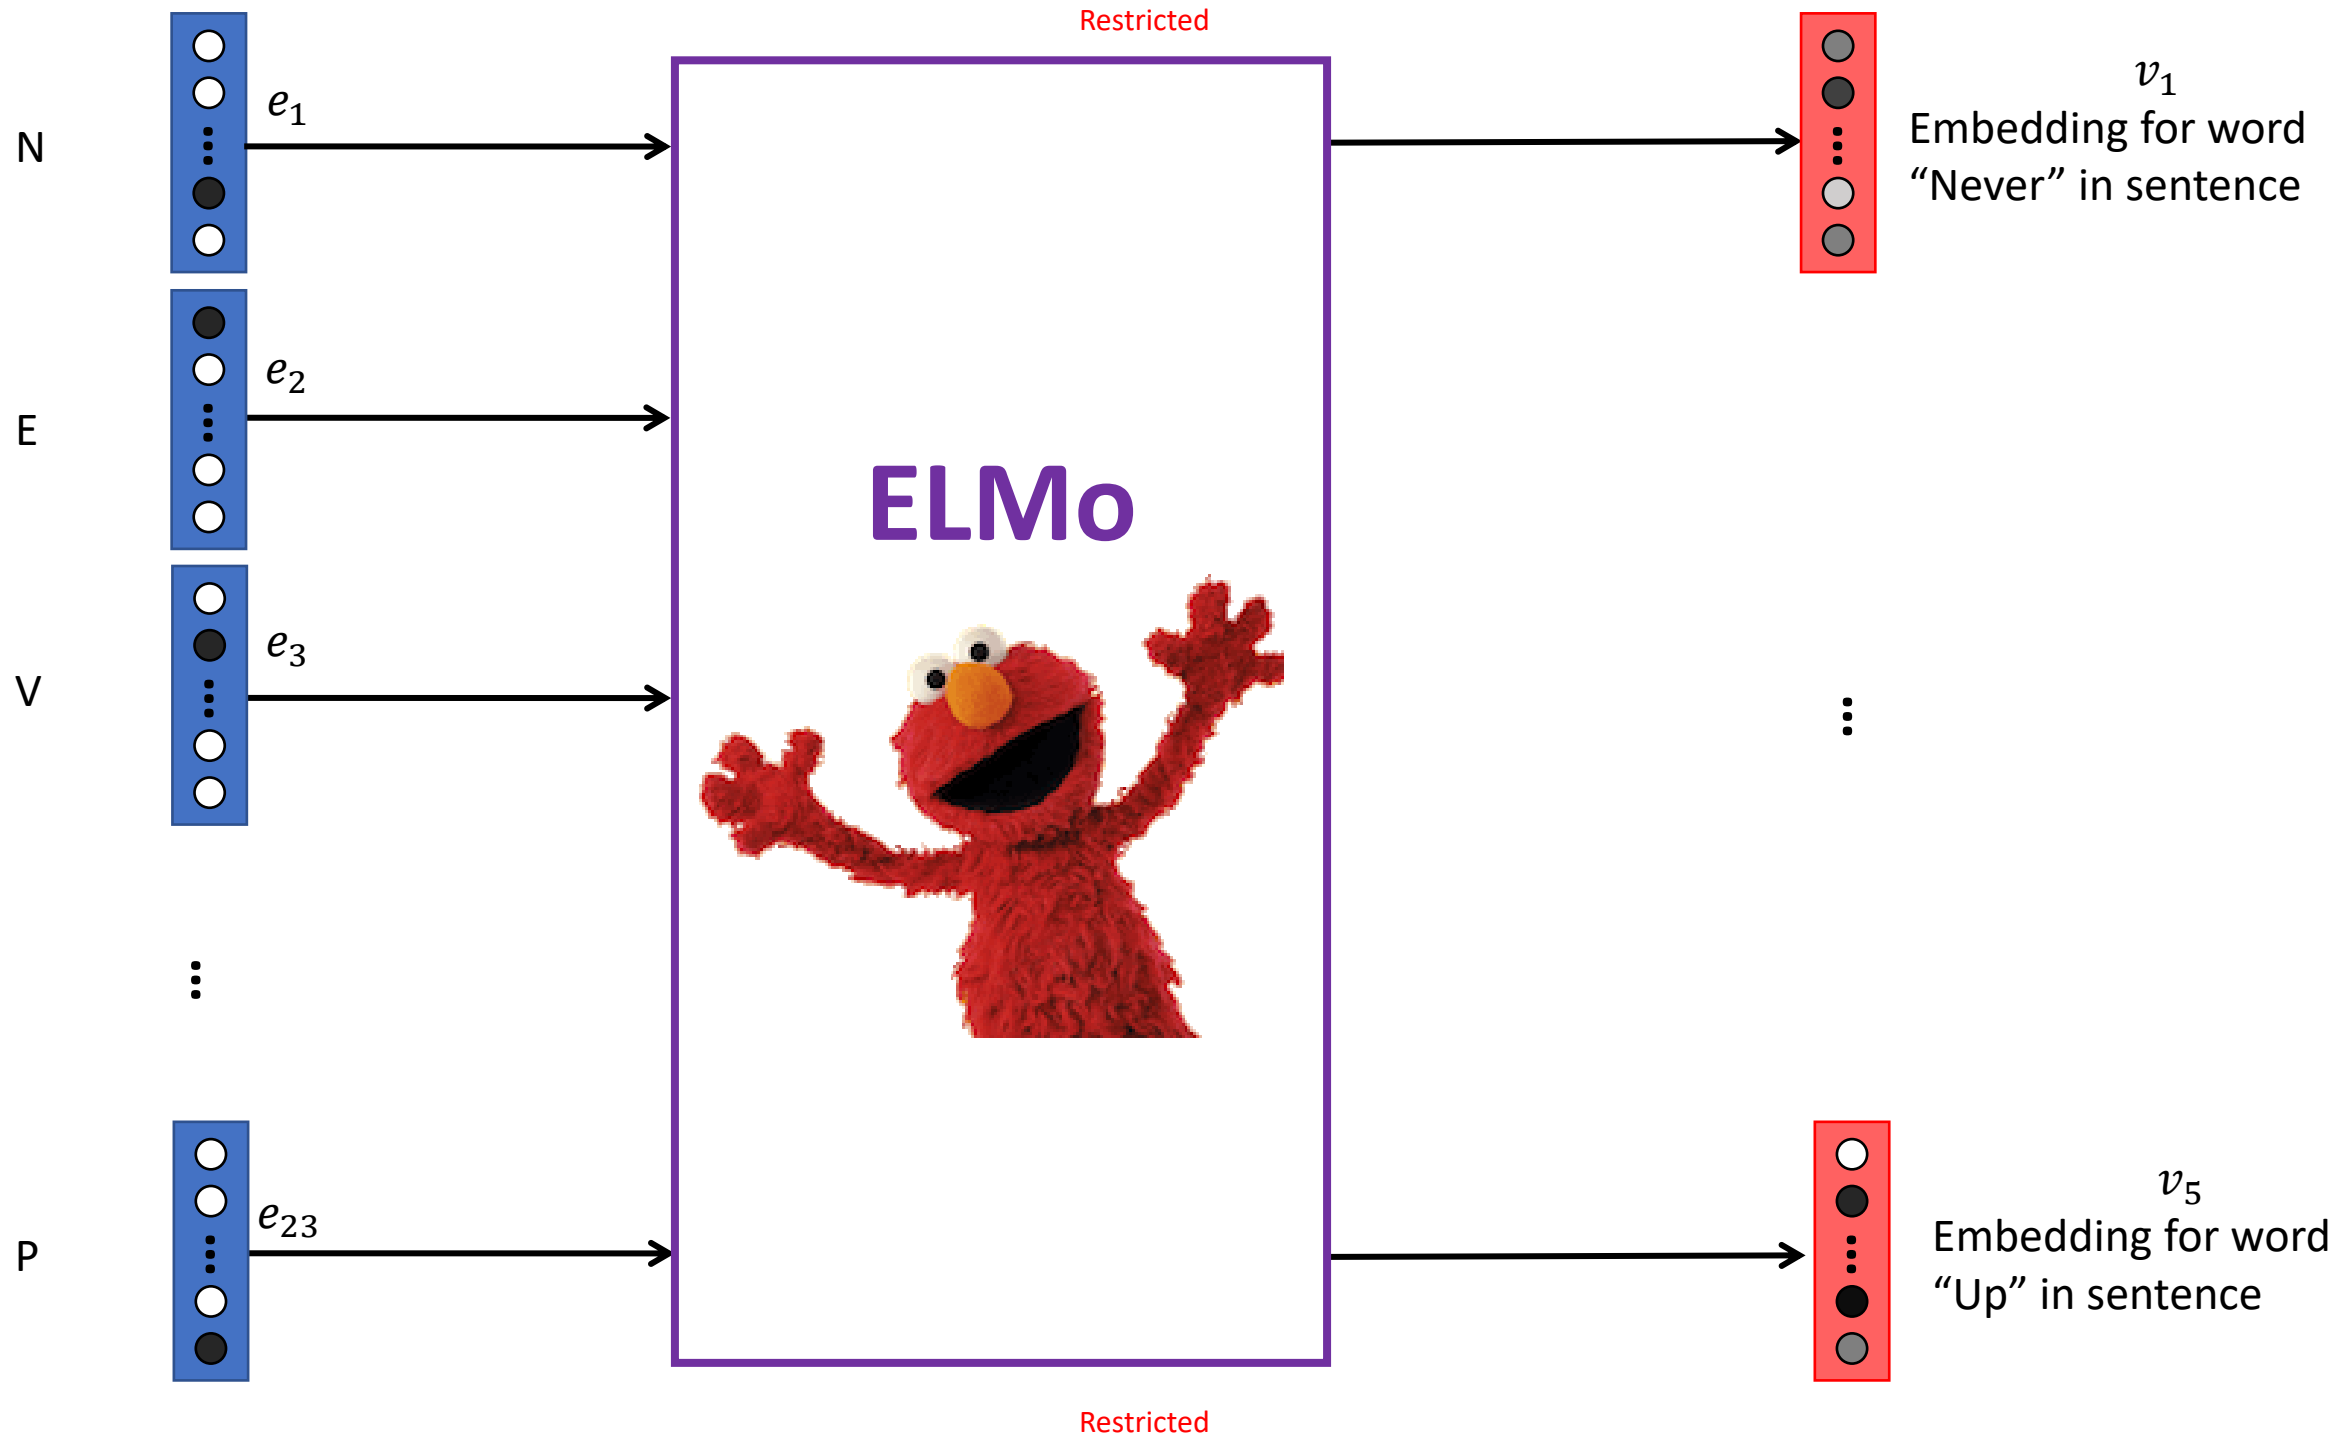 Restricted
N
e1
v1
Embedding for word
“Never” in sentence
E
e2
ELMo
V
e3
P
e23
v5
Embedding for word
“Up” in sentence
Restricted